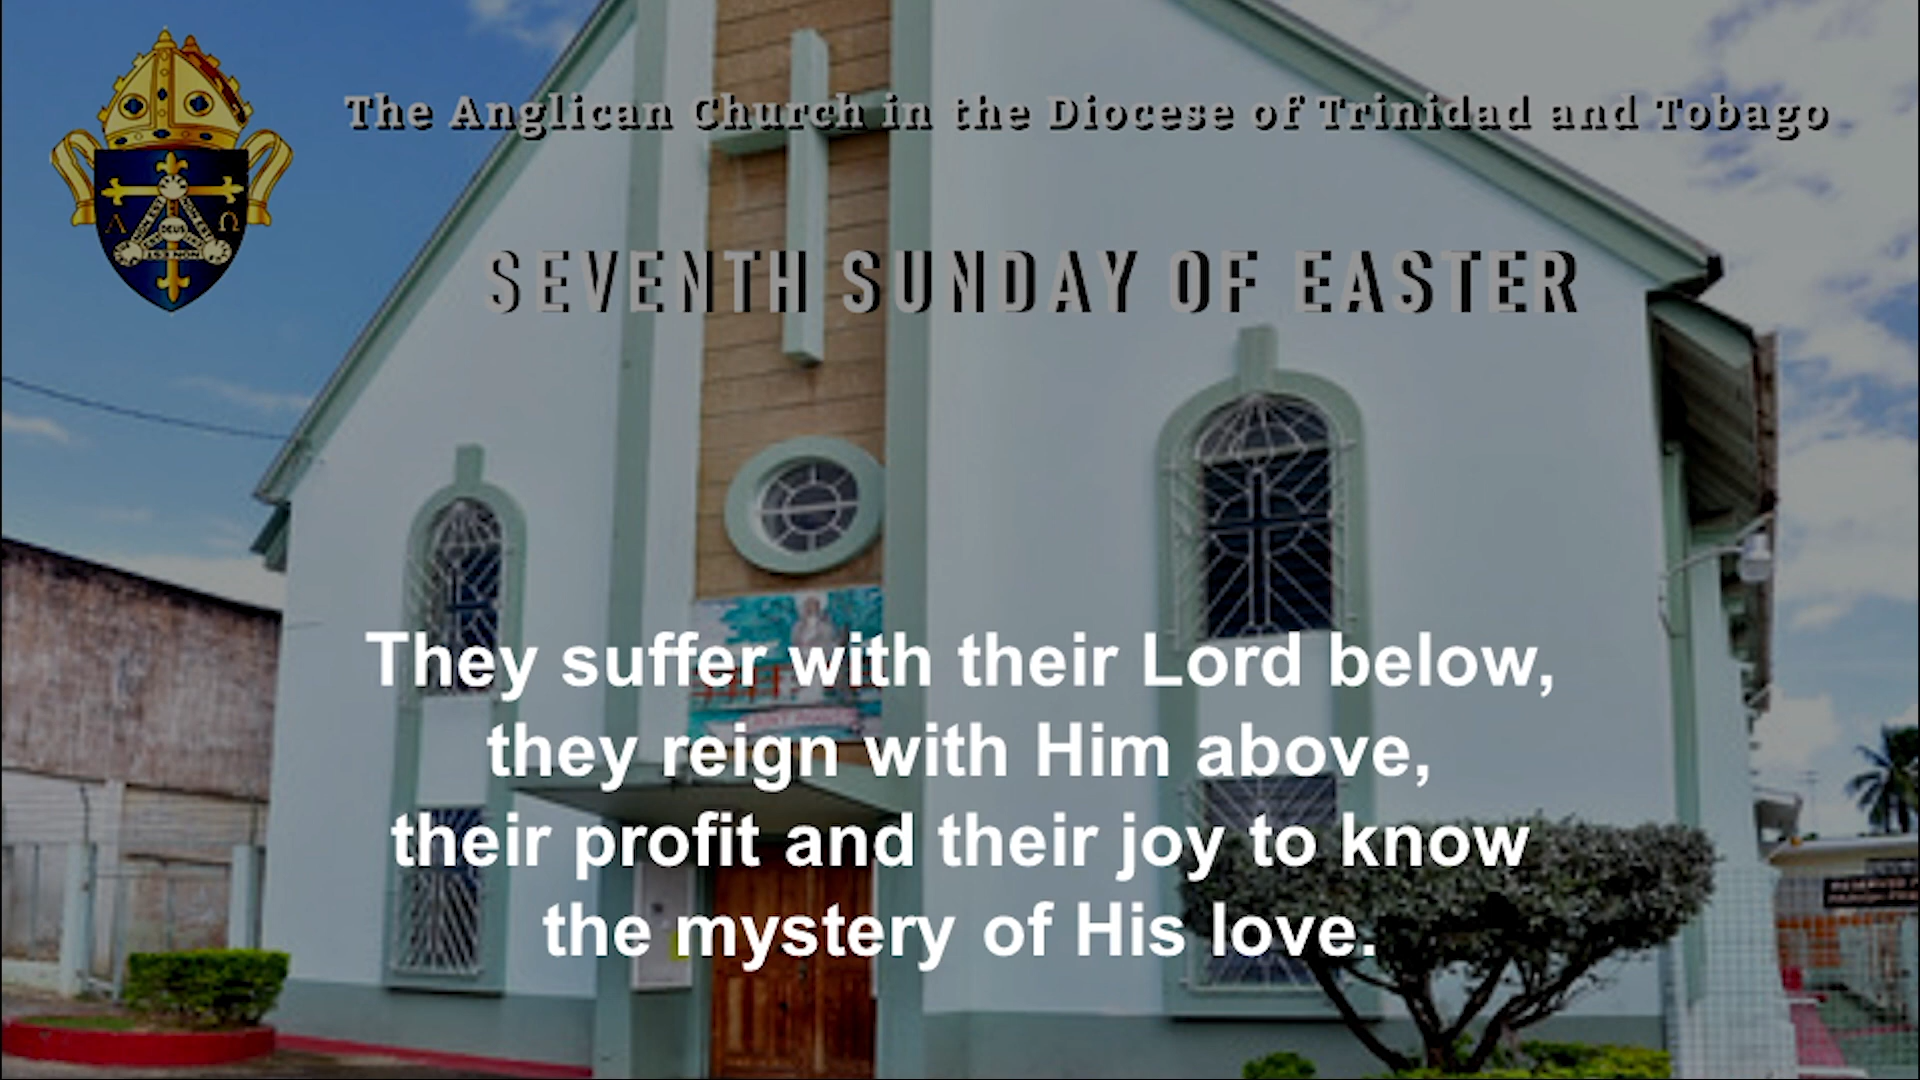 The Anglican Church in the Diocese of Trinidad and Tobago
SEVENTH SUNDAY OF EASTER
Α Ω
DEUS
They suffer with their Lord below,
they reign with Him above,
their profit and their joy to know
the mystery of His love.